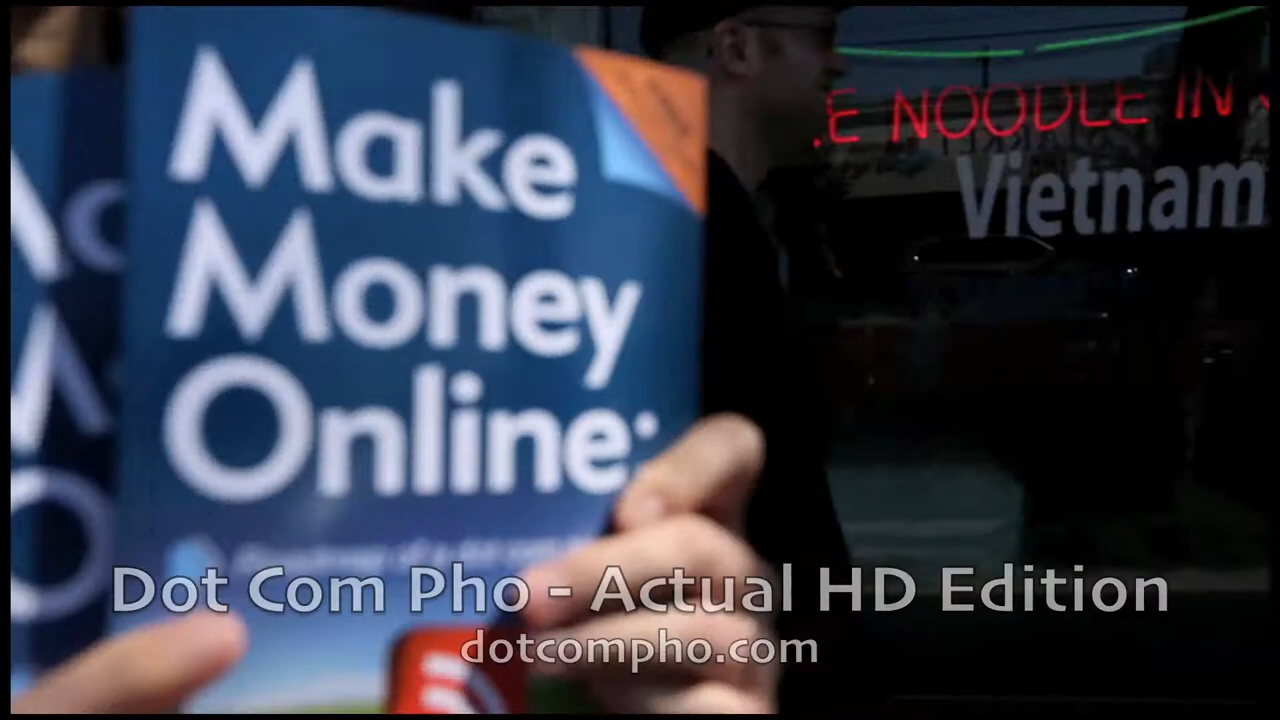 Make
Money
Online:
NOODLE IN
Vietnam
Dot Com Pho - Actual HD Edition
dotcompho.com